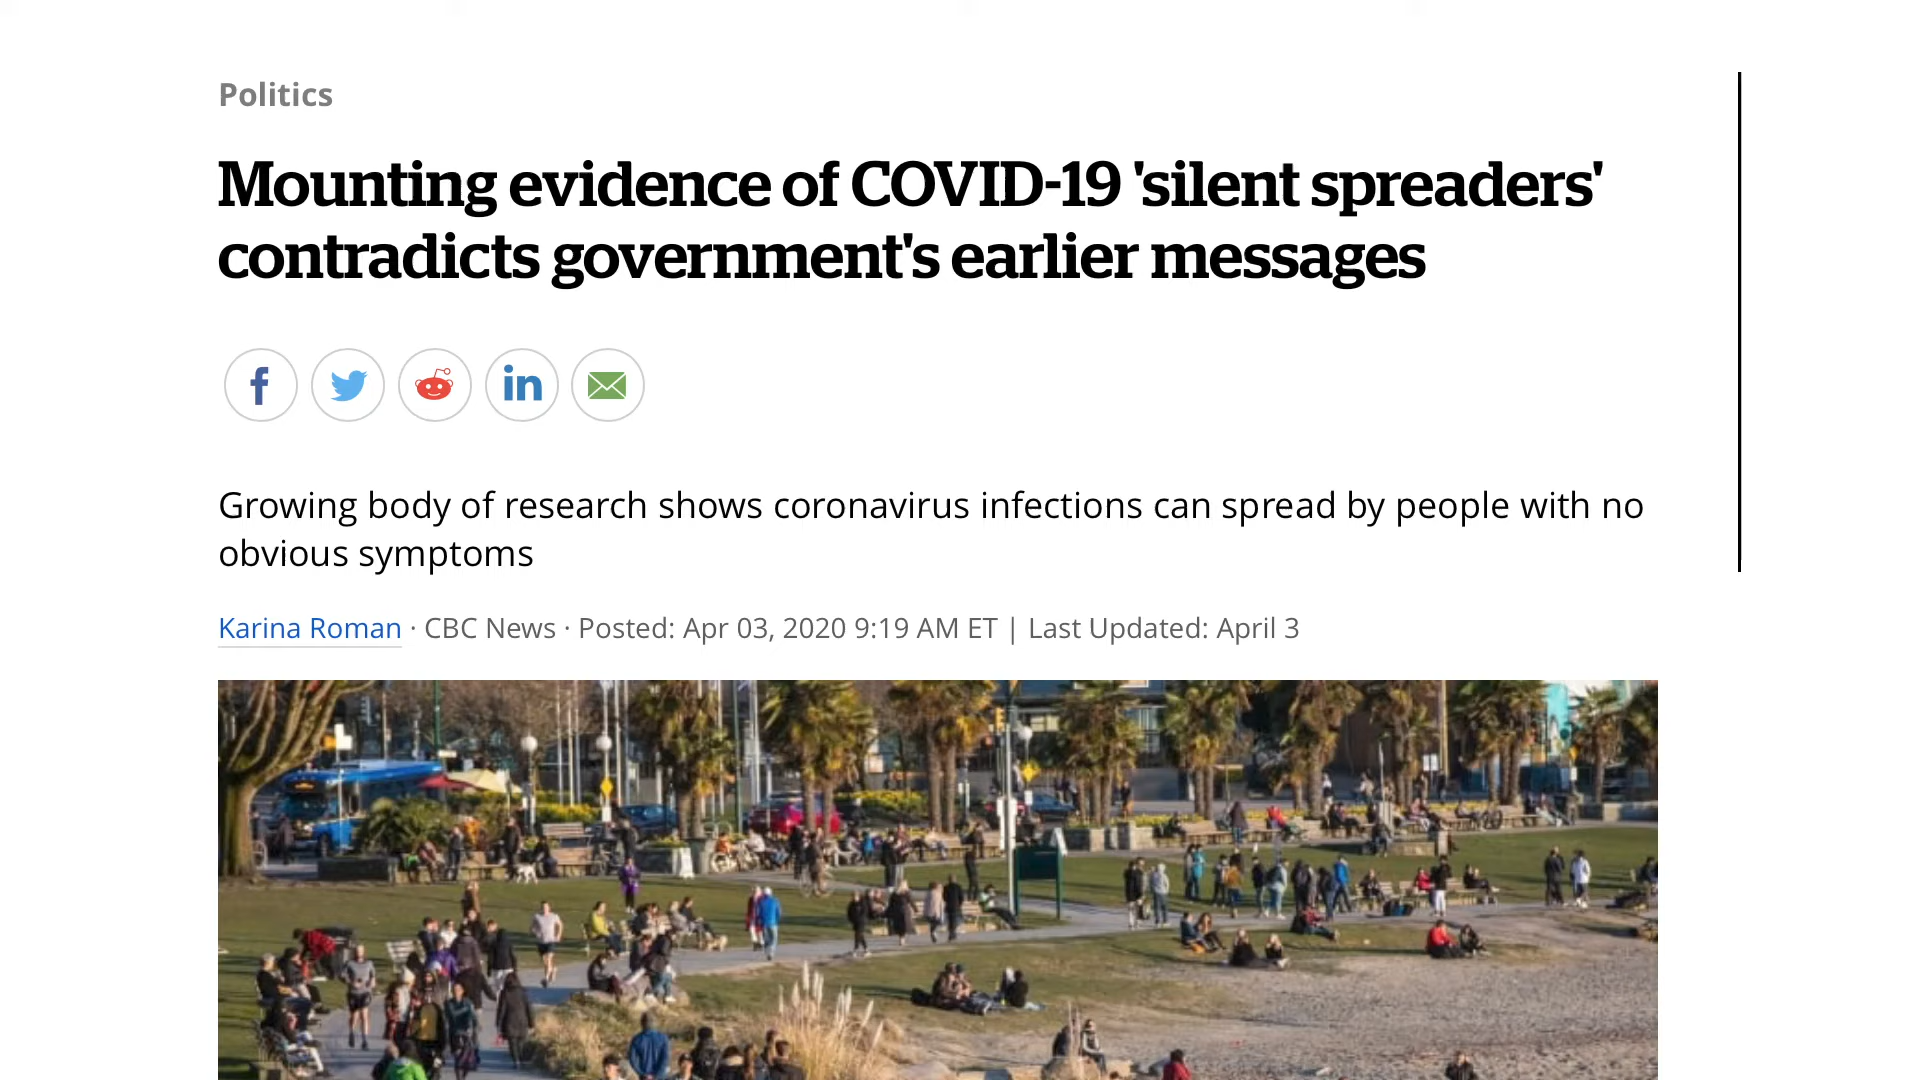 Politics
Mounting evidence of COVID-19 'silent spreaders'
contradicts government's earlier messages
f
in
Growing body of research shows coronavirus infections can spread by people with no
obvious symptoms
Karina Roman · CBC News · Posted: Apr 03, 2020 9:19 AM ET | Last Updated: April 3